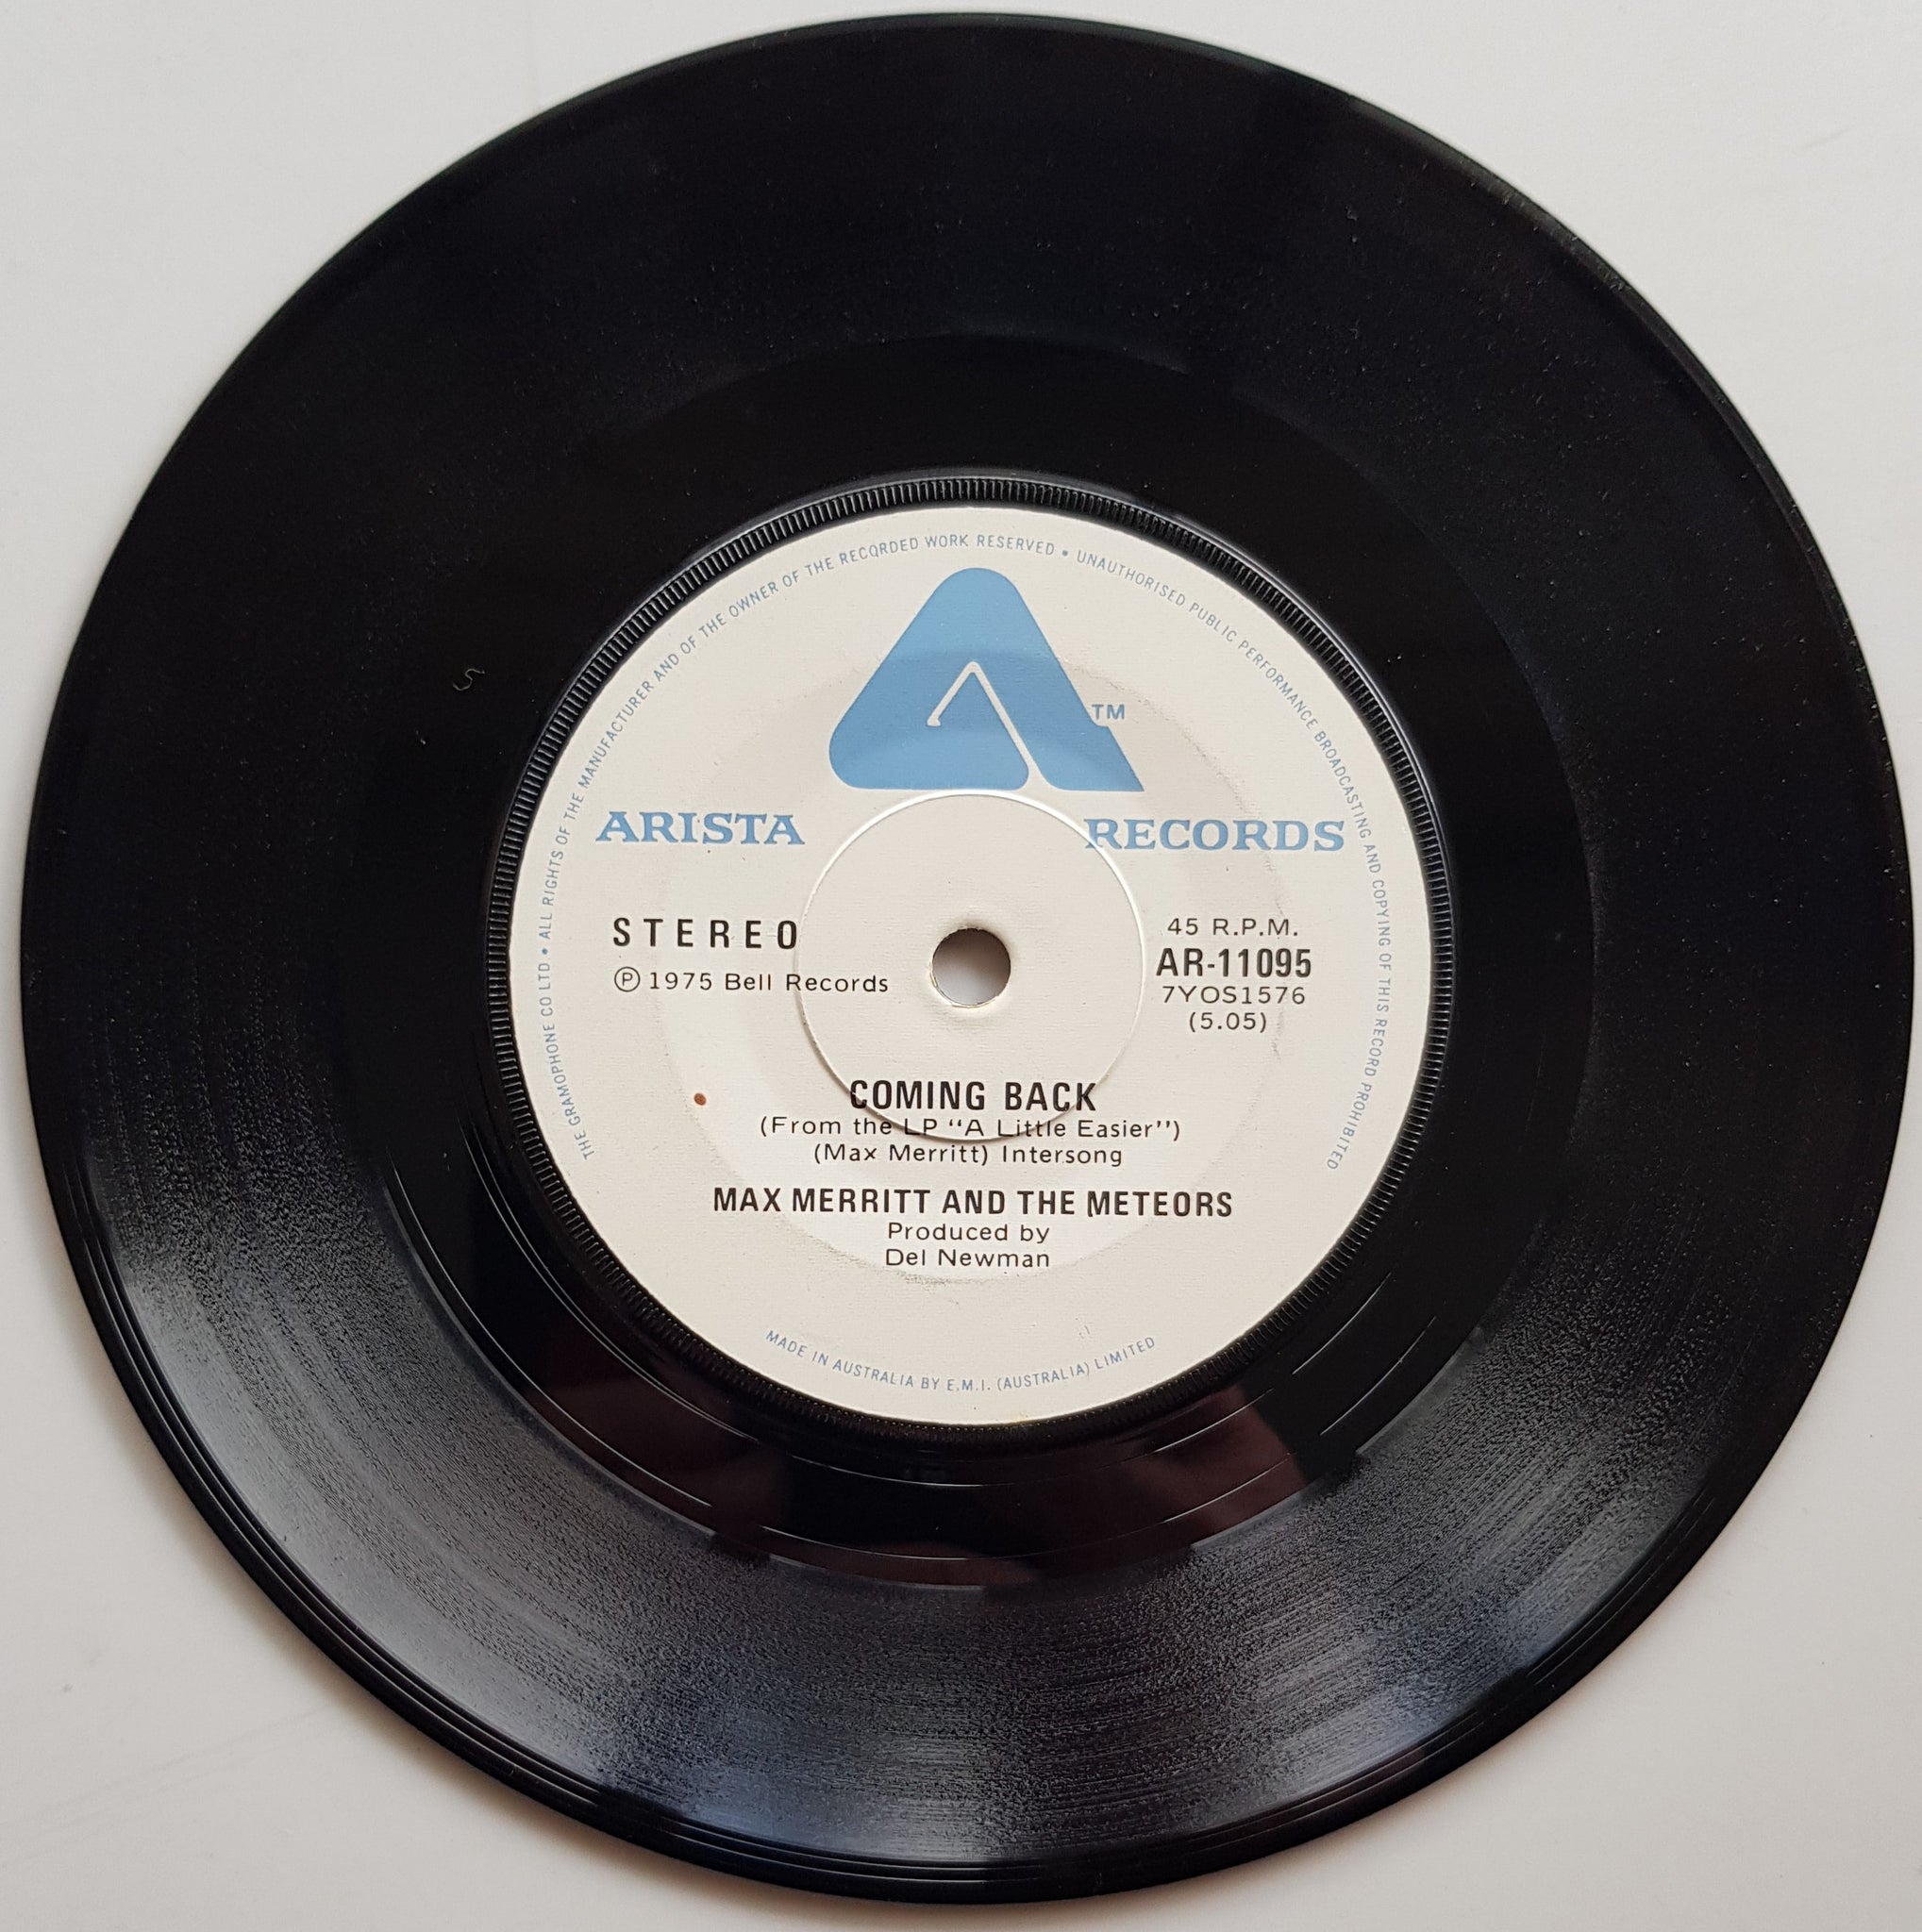 THE GRAMOPHONE CO LTD • ALL RIGHTS OF THE MANUFACTURER AND OF THE OWNER OF THE RECORDED WORK RESERVED • UNAUTHORISED PUBLIC PERFORMANCE BROADCASTING AND COPYING OF THIS RECORD PROHIBITED
TM
ARISTA RECORDS
STEREO
℗ 1975 Bell Records
45 R.P.M.
AR-11095
7YOS1576
(5.05)
COMING BACK
(From the LP "A Little Easier")
(Max Merritt) Intersong
MAX MERRITT AND THE METEORS
Produced by
Del Newman
MADE IN AUSTRALIA BY E.M.I. (AUSTRALIA) LIMITED